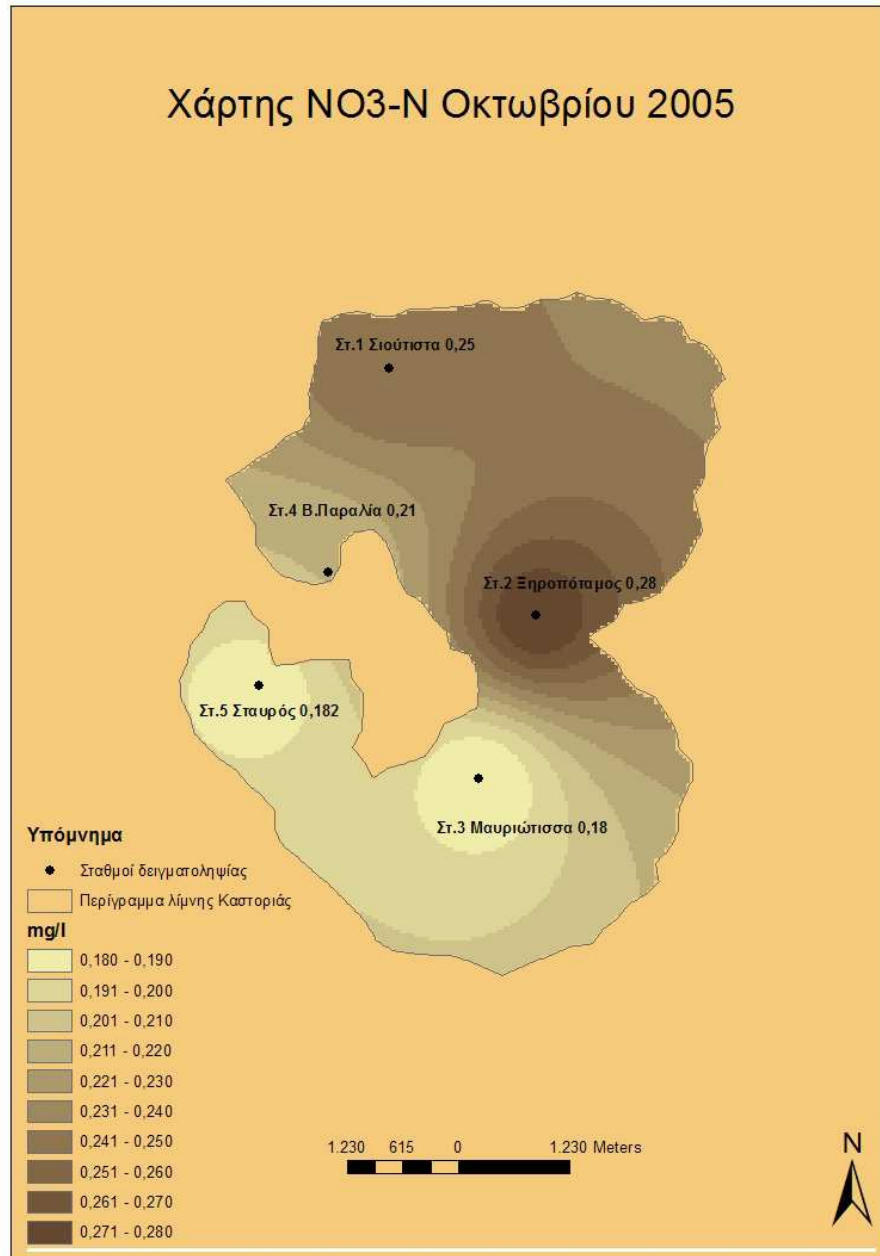 Χάρτης NO3-N Οκτωβρίου 2005
Στ.1 Σιούτιστα 0,25
Στ.4 Β.Παραλία 0,21
Στ.2 Ξηροπόταμος 0,28
Στ.5 Σταυρός 0,182
Στ.3 Μαυριώτισσα 0,18
Υπόμνημα
Σταθμοί δειγματοληψίας
Περίγραμμα λίμνης Καστοριάς
mg/l
0,180 - 0,190
0,191 - 0,200
0,201 - 0,210
0,211 - 0,220
0,221 - 0,230
0,231 - 0,240
0,241 - 0,250
0,251 - 0,260
0,261 - 0,270
0,271 - 0,280
1.230 615 0 1.230 Meters
N